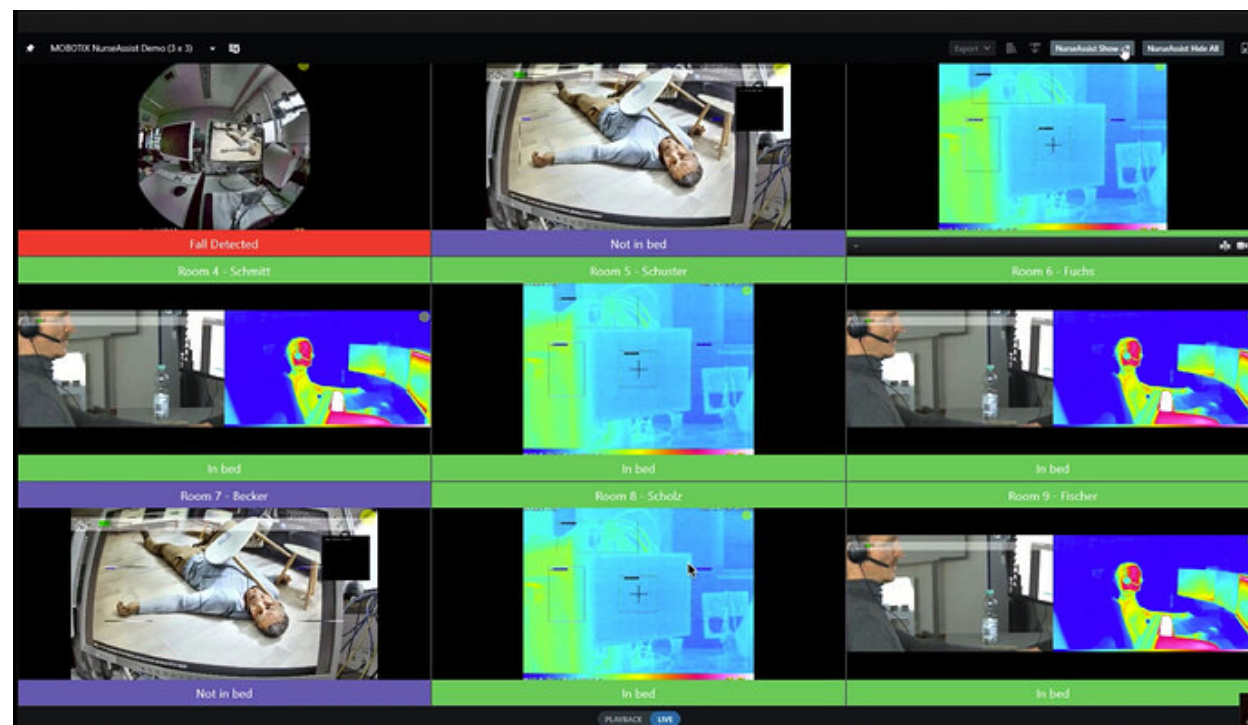 MOBOTIX NurseAssist Demo (3 x 3)
Export
NurseAssist Show
NurseAssist Hide All
Fall Detected
Not in bed
Room 4 - Schmitt
Room 5 - Schuster
Room 6 - Fuchs
In bed
In bed
In bed
Room 7 - Becker
Room 8 - Scholz
Room 9 - Fischer
Not in bed
In bed
In bed
PLAYBACK
LIVE